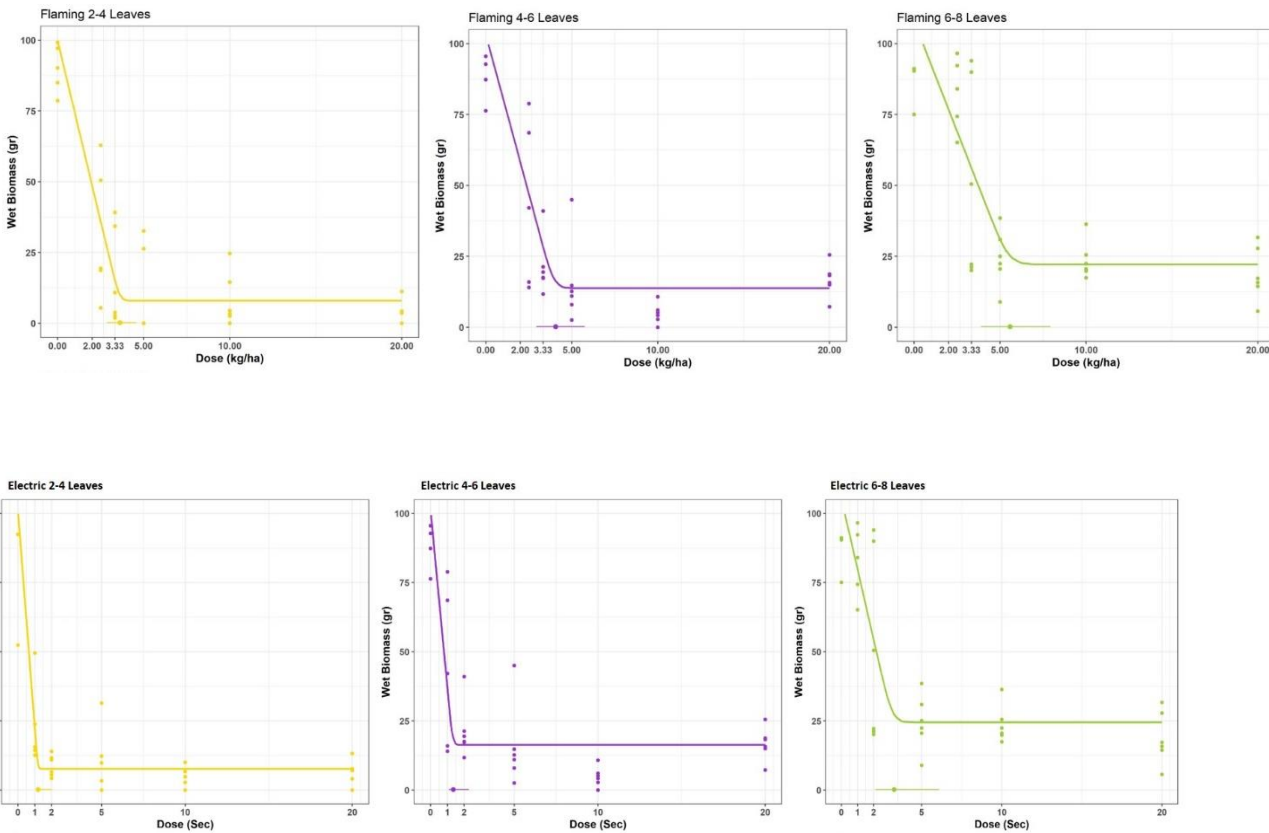 Flaming 2-4 Leaves
100
75
50
25
0
Wet Biomass (gr)
0.00 2.00 3.33 5.00 10.00 20.00
Dose (kg/ha)
Flaming 4-6 Leaves
100
75
50
25
0
Wet Biomass (gr)
0.00 2.00 3.33 5.00 10.00 20.00
Dose (kg/ha)
Flaming 6-8 Leaves
100
75
50
25
0
Wet Biomass (gr)
0.00 2.00 3.33 5.00 10.00 20.00
Dose (kg/ha)
Electric 2-4 Leaves
0 1 2 5 10 20
Dose (Sec)
Electric 4-6 Leaves
100
75
50
25
0
Wet Biomass (gr)
0 1 2 5 10 20
Dose (Sec)
Electric 6-8 Leaves
100
75
50
25
0
Wet Biomass (gr)
0 1 2 5 10 20
Dose (Sec)